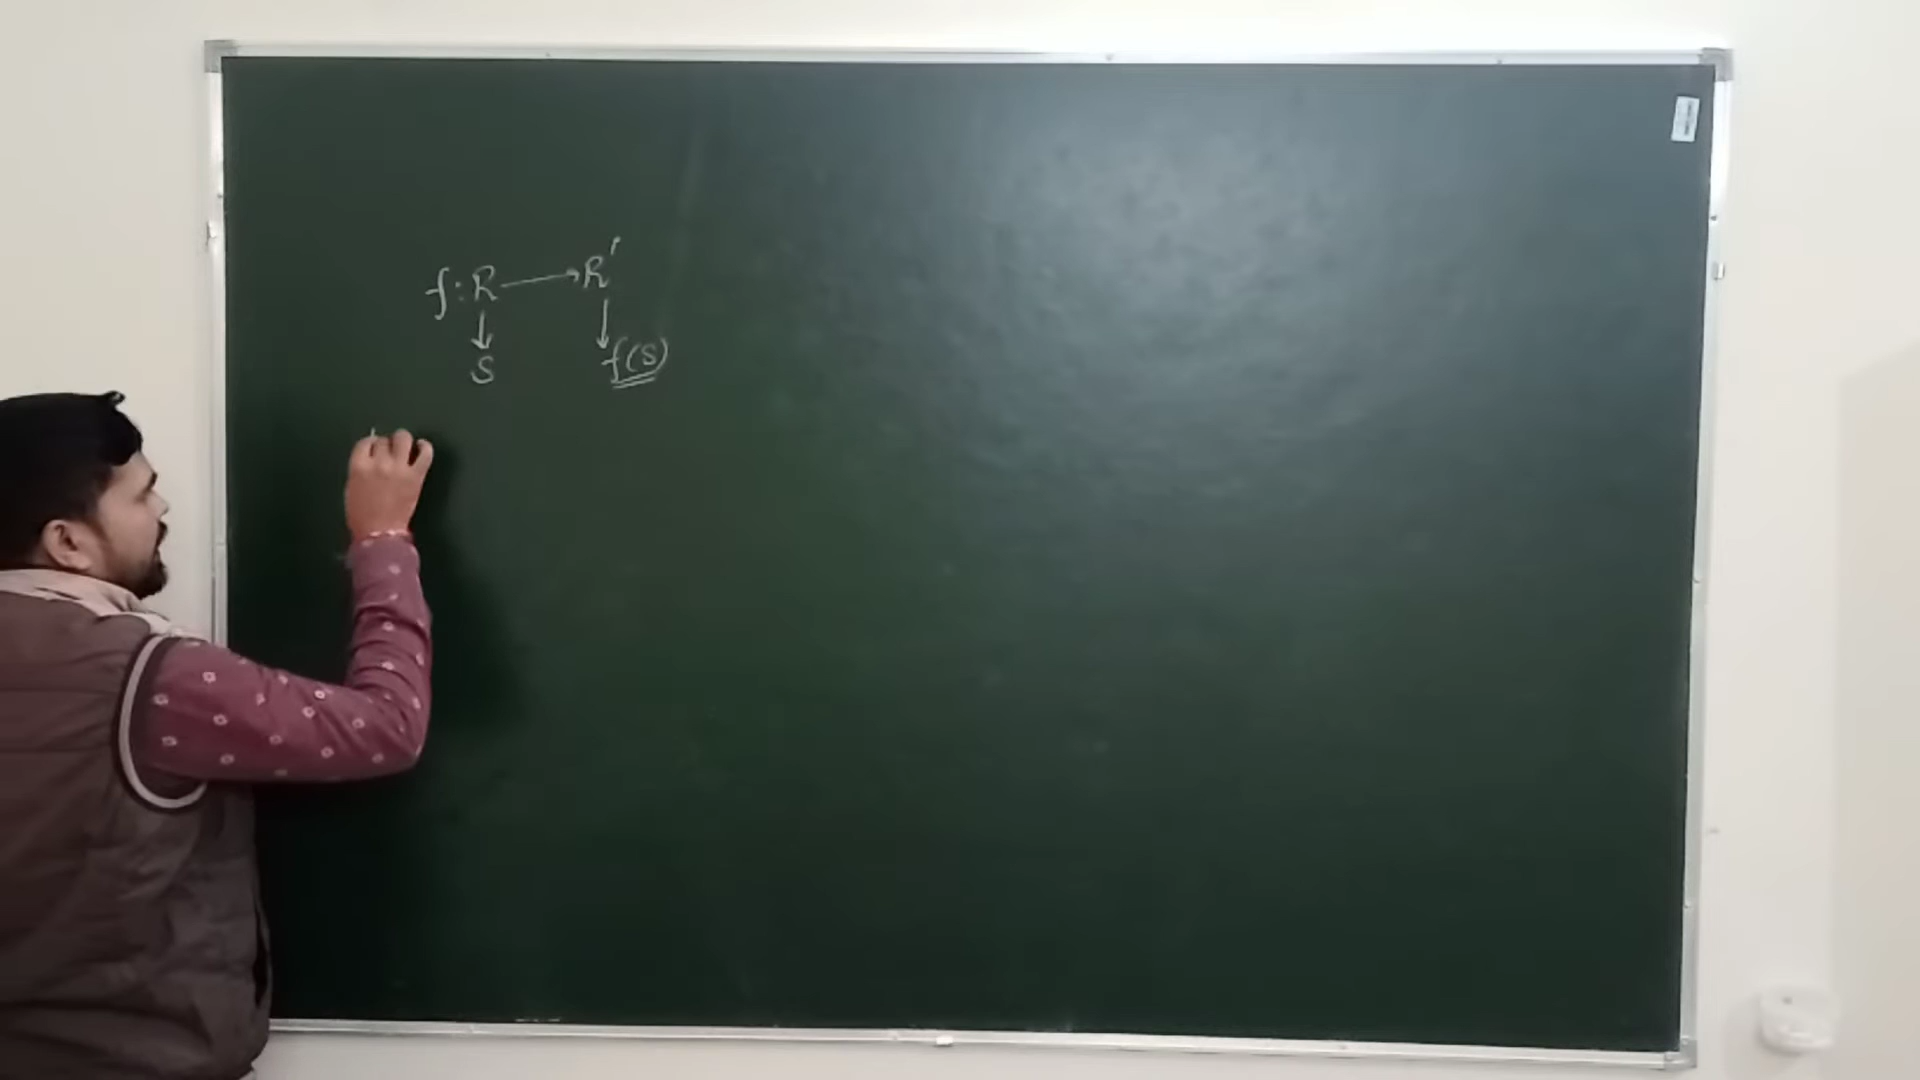 f: R ⟶ R'
↓ ↓
S f(S)